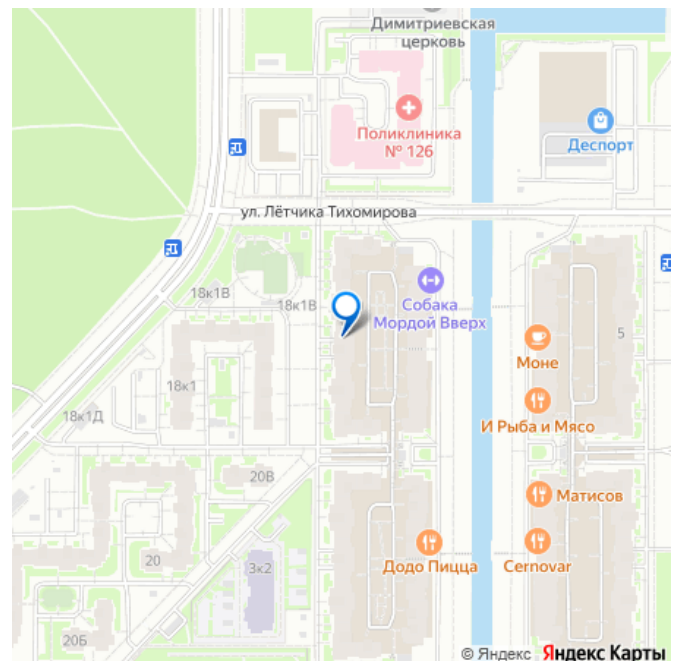 Димитриевская
церковь
Поликлиника
№ 126
Деспорт
ул. Лётчика Тихомирова
18к1В
18к1В
Собака
Мордой Вверх
5
Моне
18к1
И Рыба и Мясо
18к1Д
20В
Матисов
20
3к2
Додо Пицца
Cernovar
20Б
© Яндекс Яндекс Карты